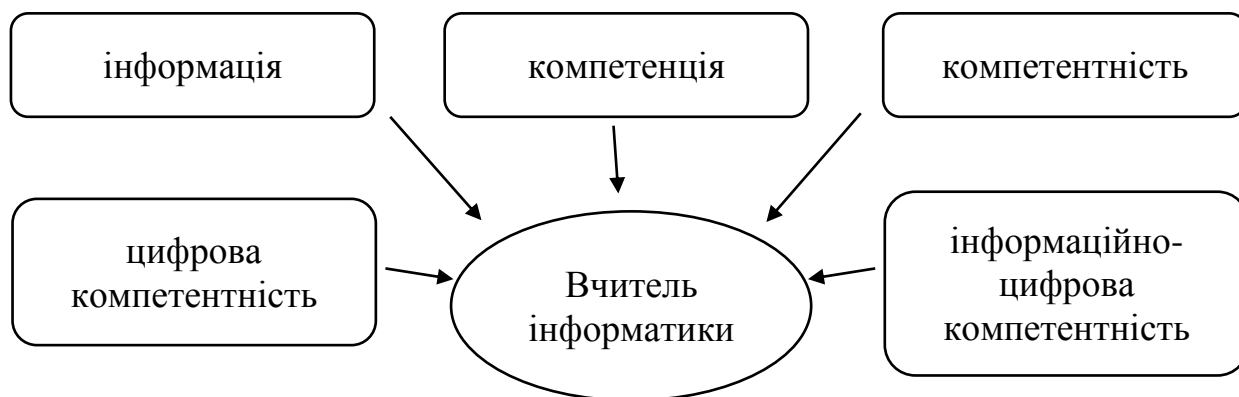 інформація
компетенція
компетентність
цифрова
компетентність
Вчитель
інформатики
інформаційно-
цифрова
компетентність